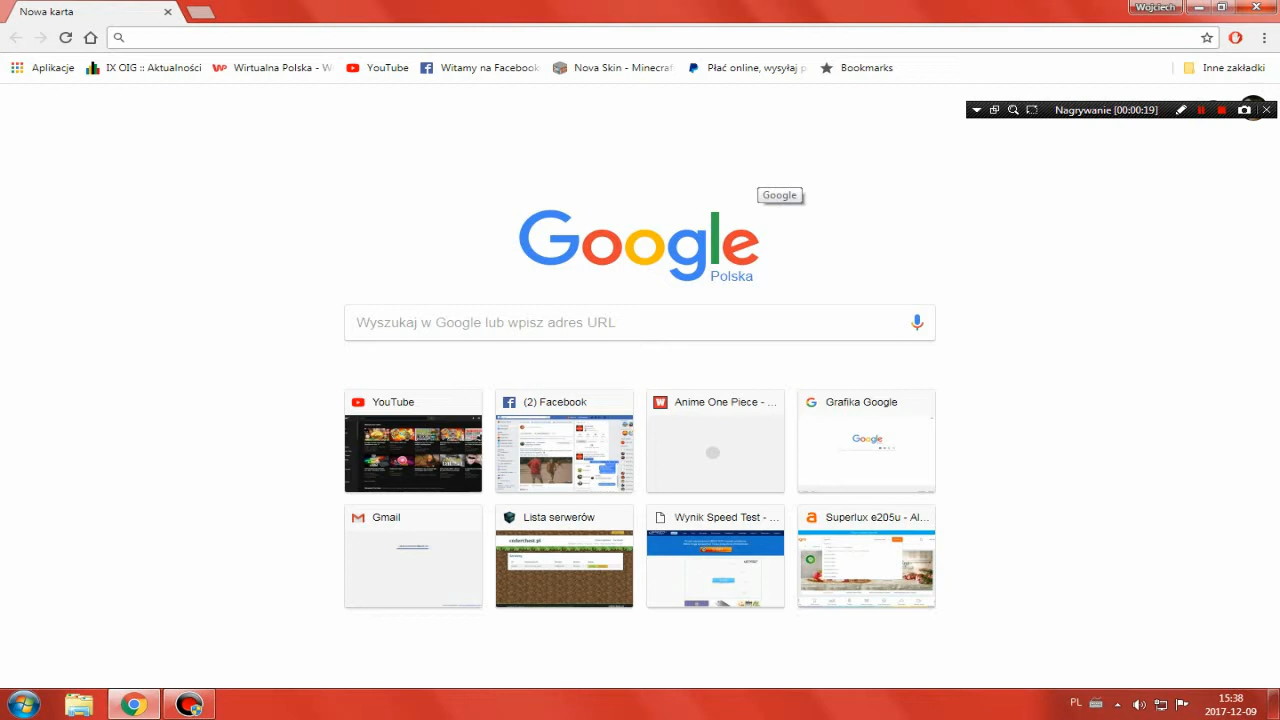 Nowa karta
Wojciech
Aplikacje
IX OIG :: Aktualności
Wirtualna Polska - W
YouTube
Witamy na Facebook
Nova Skin - Minecraf
Płać online, wysyłaj p
Bookmarks
Inne zakładki
Nagrywanie [00:00:19]
Google
Google
Polska
Wyszukaj w Google lub wpisz adres URL
YouTube
(2) Facebook
Anime One Piece - ...
Grafika Google
Google
Gmail
Lista serwerów
Wynik Speed Test - ...
Superlux e205u - Al...
PL
15:38
2017-12-09